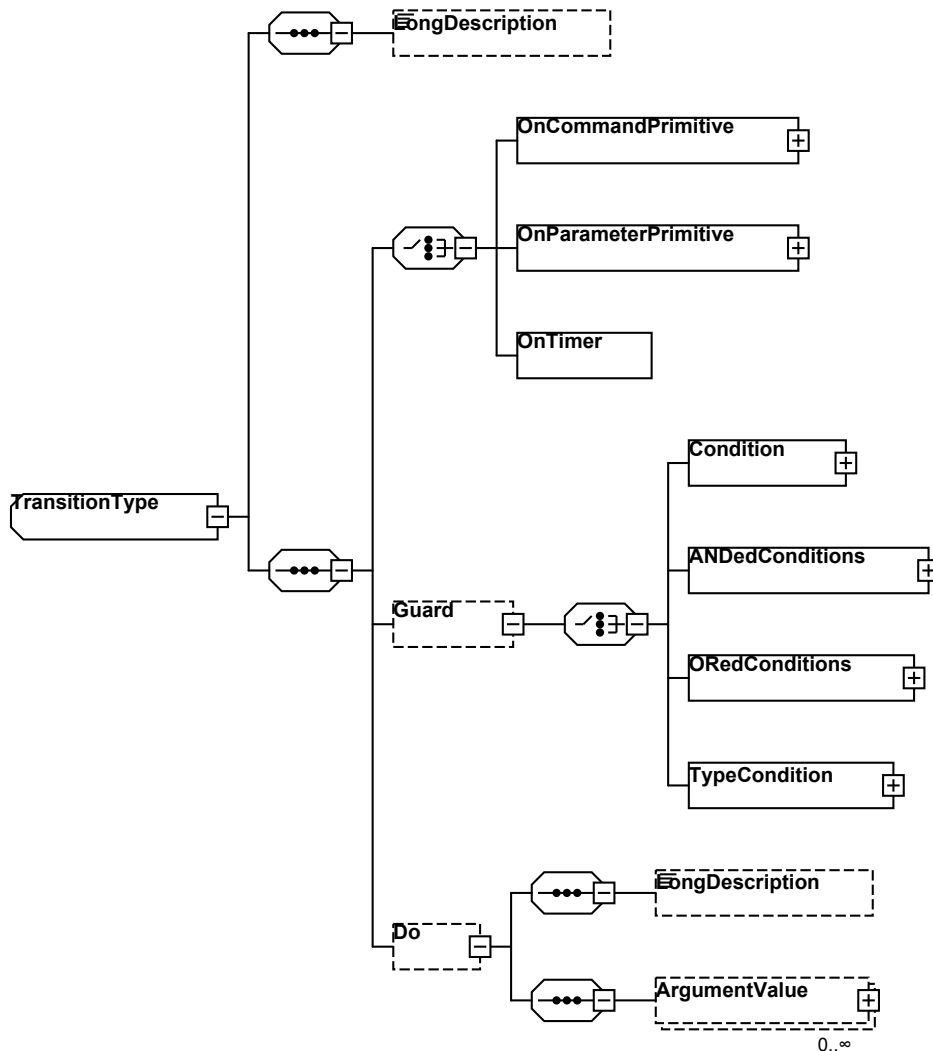 LongDescription
OnCommandPrimitive
OnParameterPrimitive
OnTimer
Condition
TransitionType
ANDedConditions
Guard
ORedConditions
TypeCondition
LongDescription
Do
ArgumentValue
0..∞